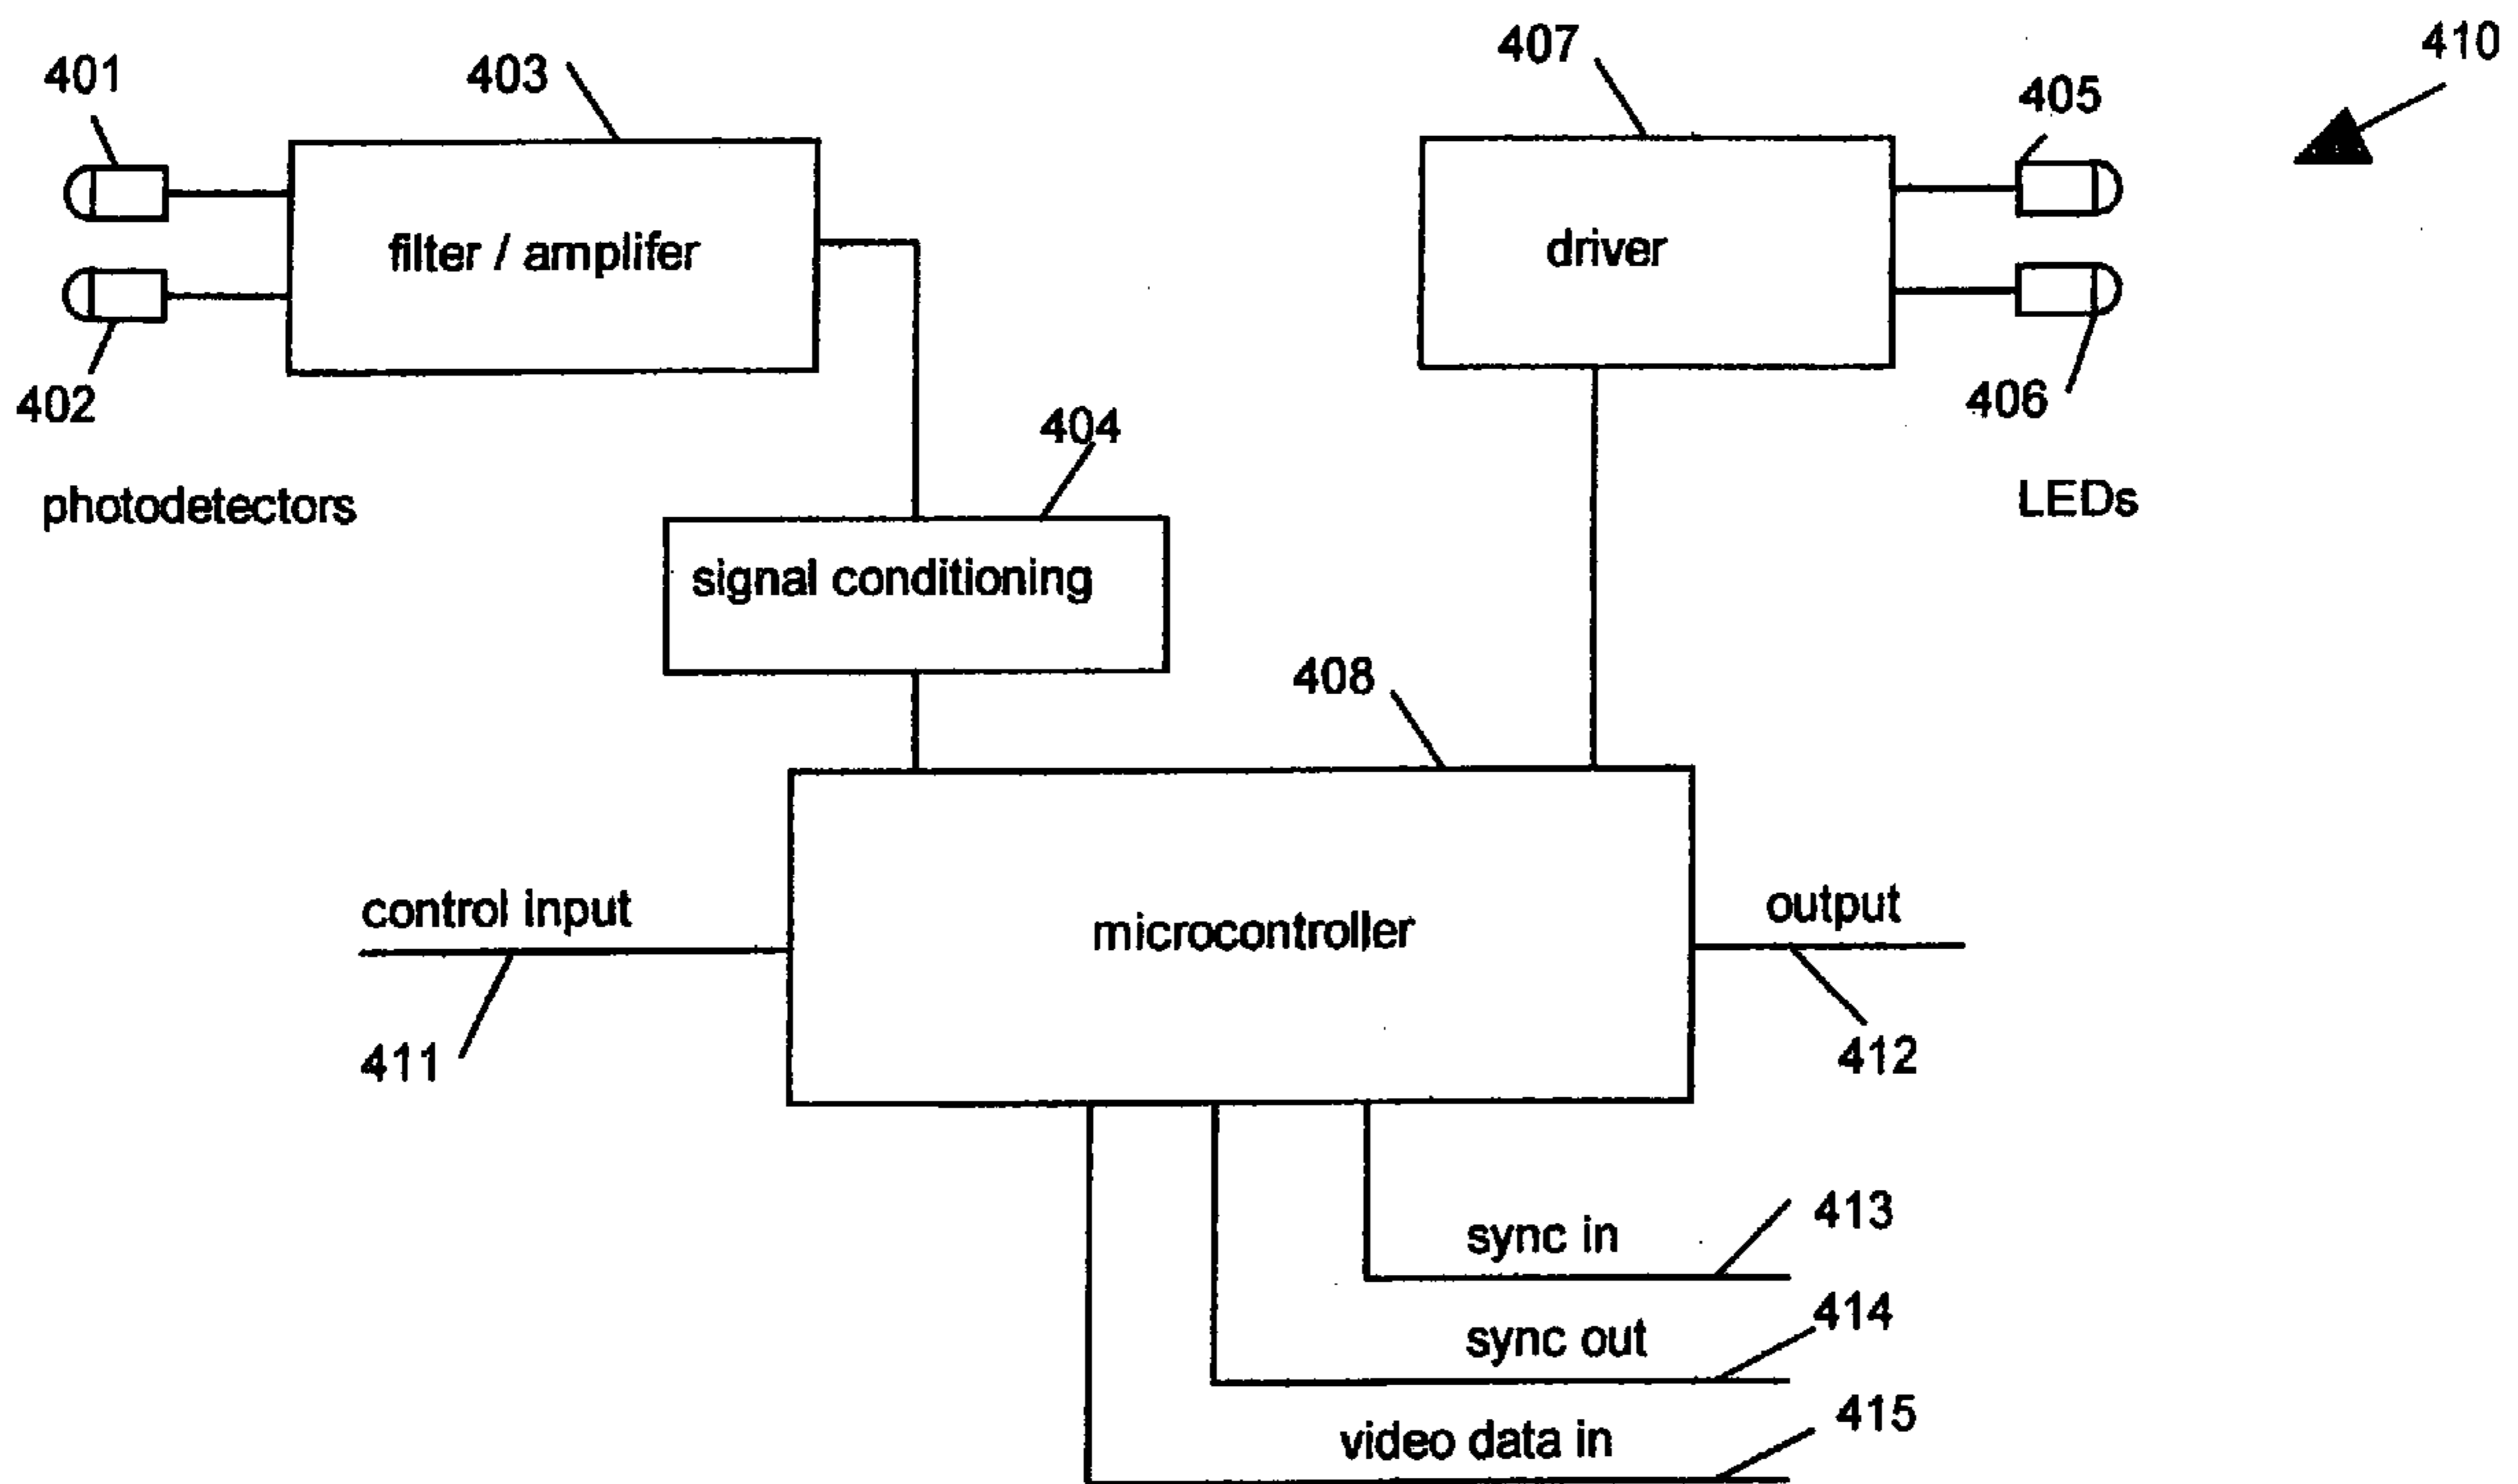 401
403
407
410
405
filter / amplifer
driver
402
404
406
photodetectors
LEDs
signal conditioning
408
control input
microcontroller
output
411
412
sync in
413
sync out
414
video data in
415